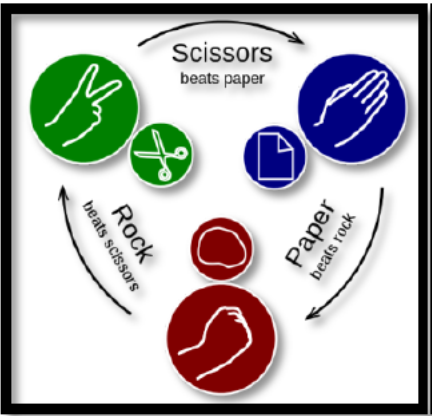 Scissors
beats paper
Rock
beats scissors
Paper
beats rock